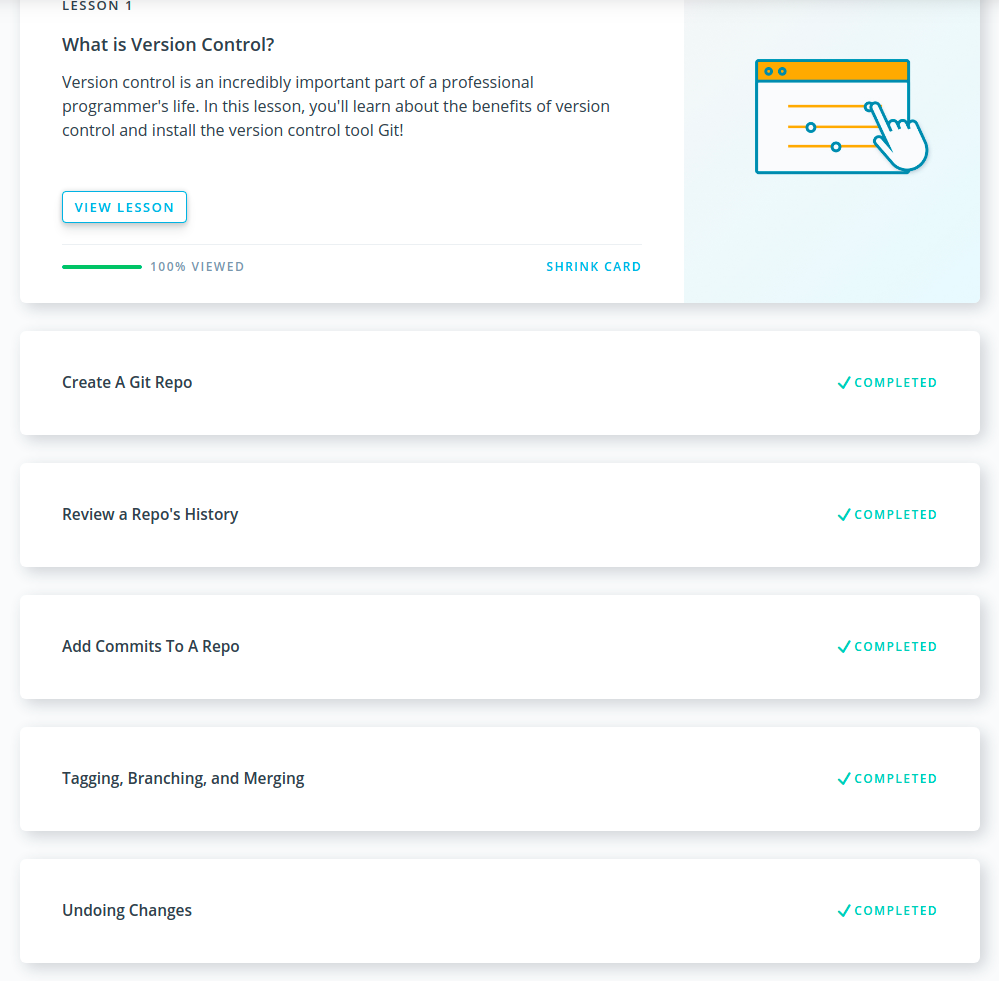 LESSON 1
What is Version Control?
Version control is an incredibly important part of a professional
programmer's life. In this lesson, you'll learn about the benefits of version
control and install the version control tool Git!
VIEW LESSON
100% VIEWED
SHRINK CARD
Create A Git Repo
COMPLETED
Review a Repo's History
COMPLETED
Add Commits To A Repo
COMPLETED
Tagging, Branching, and Merging
COMPLETED
Undoing Changes
COMPLETED